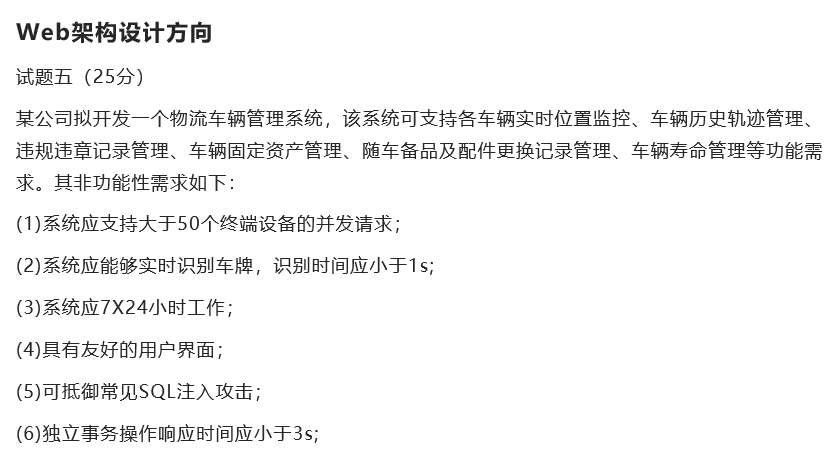 Web架构设计方向
试题五（25分）
某公司拟开发一个物流车辆管理系统，该系统可支持各车辆实时位置监控、车辆历史轨迹管理、
违规违章记录管理、车辆固定资产管理、随车备品及配件更换记录管理、车辆寿命管理等功能需
求。其非功能性需求如下：
(1)系统应支持大于50个终端设备的并发请求；
(2)系统应能够实时识别车牌，识别时间应小于1s;
(3)系统应7X24小时工作；
(4)具有友好的用户界面；
(5)可抵御常见SQL注入攻击；
(6)独立事务操作响应时间应小于3s;